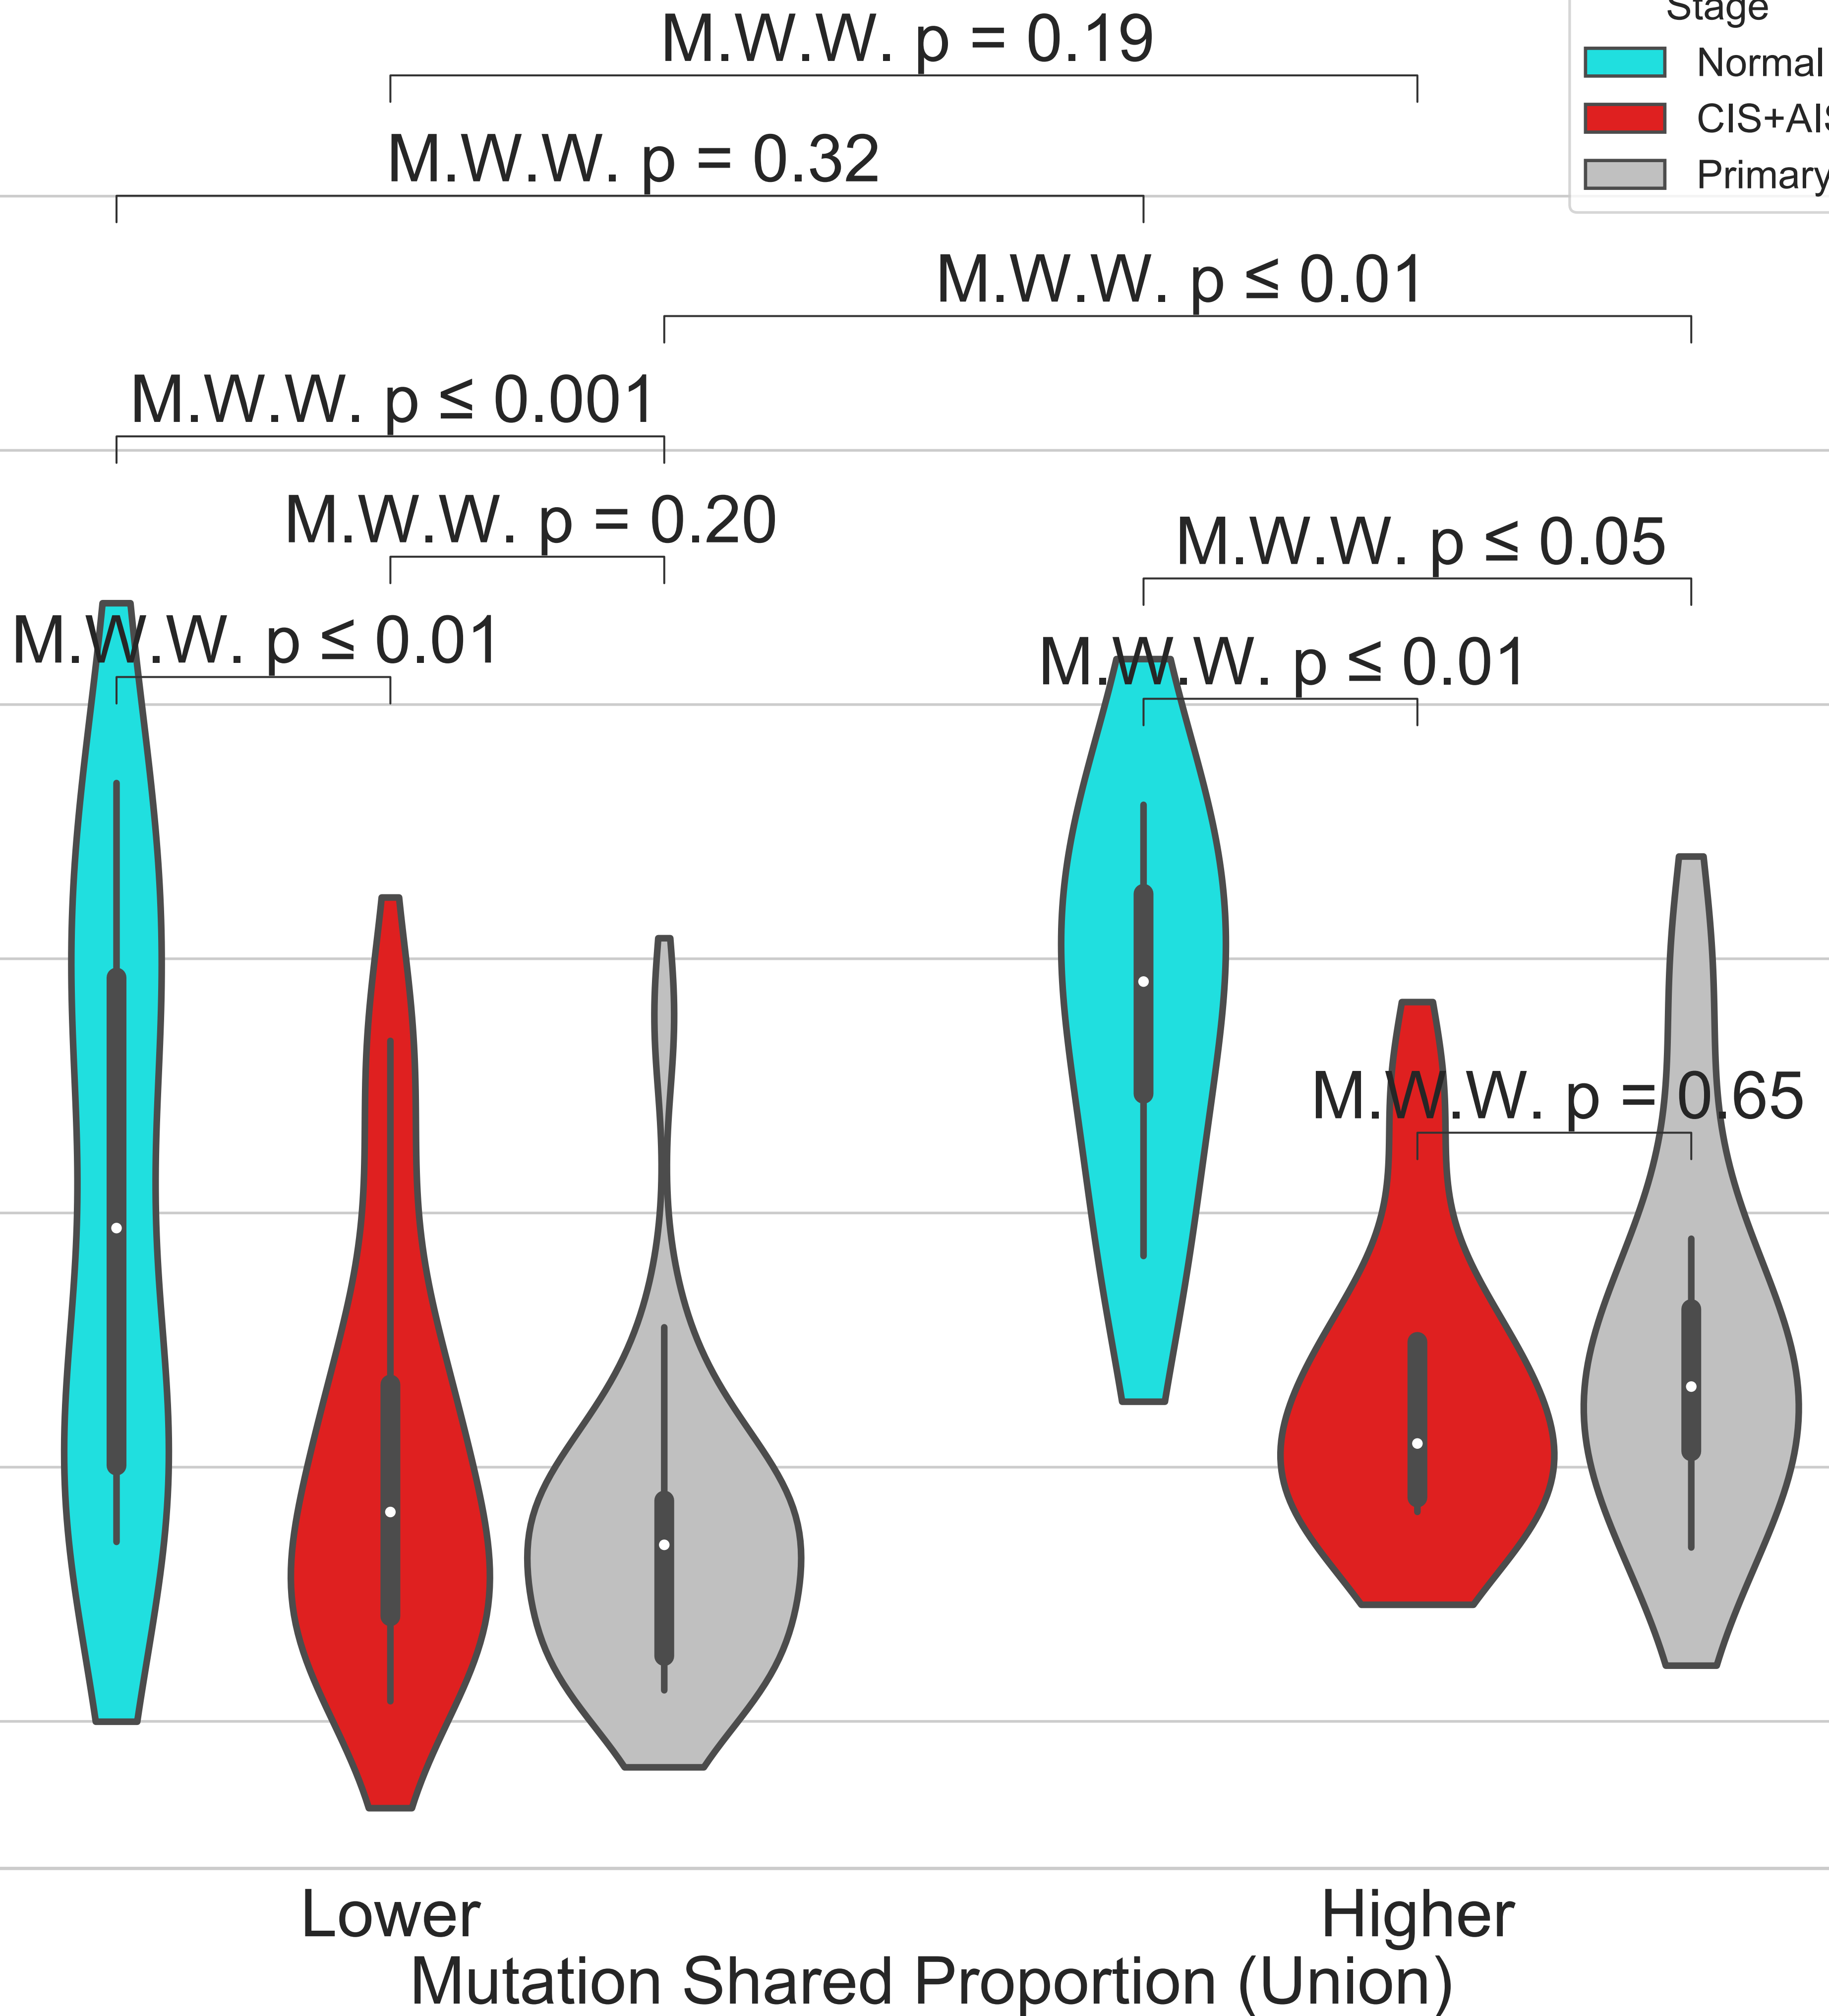 M.W.W. p = 0.19
Stage
Normal
CIS+AIS
Primary
M.W.W. p = 0.32
M.W.W. p ≤ 0.01
M.W.W. p ≤ 0.001
M.W.W. p = 0.20
M.W.W. p ≤ 0.05
M.W.W. p ≤ 0.01
M.W.W. p ≤ 0.01
M.W.W. p = 0.65
Lower Higher
Mutation Shared Proportion (Union)